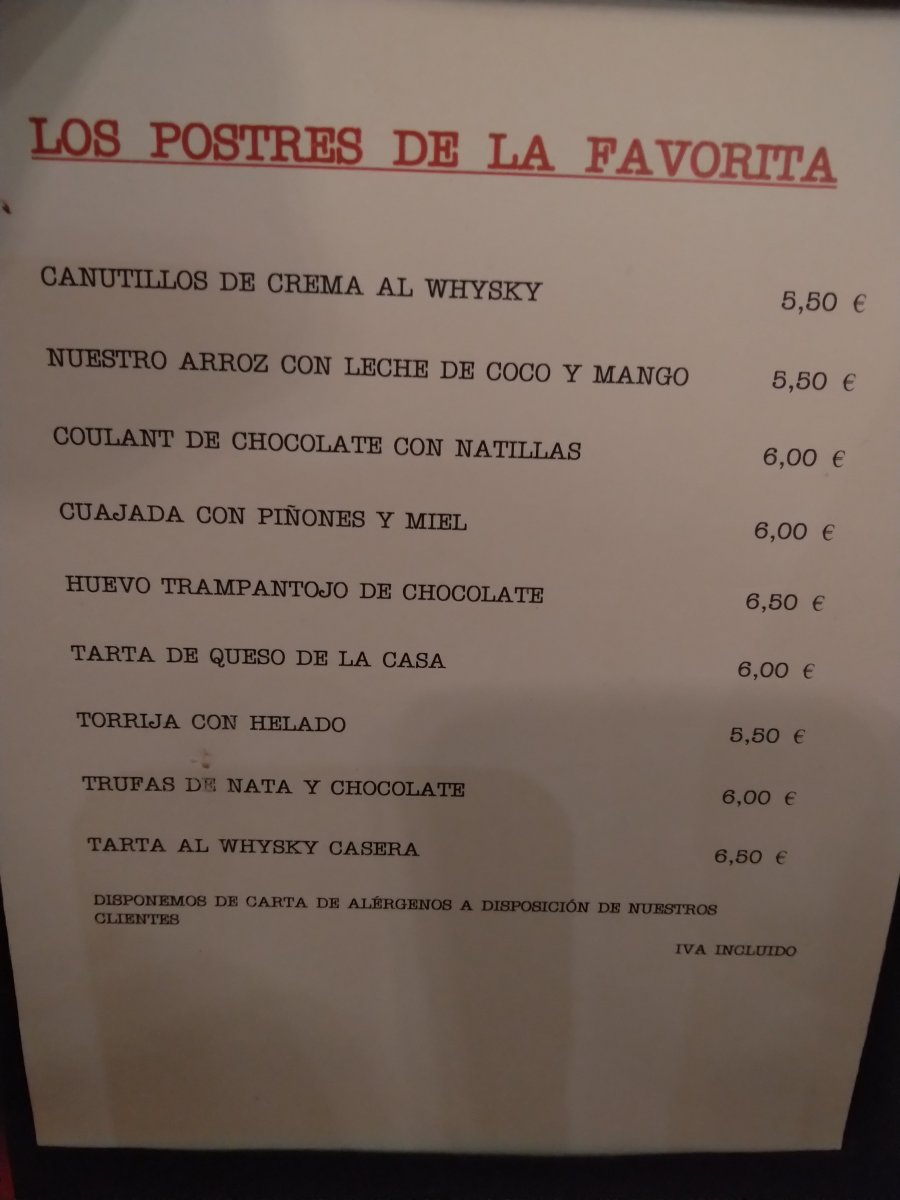 LOS POSTRES DE LA FAVORITA
CANUTILLOS DE CREMA AL WHYSKY 5,50 €
NUESTRO ARROZ CON LECHE DE COCO Y MANGO 5,50 €
COULANT DE CHOCOLATE CON NATILLAS 6,00 €
CUAJADA CON PIÑONES Y MIEL 6,00 €
HUEVO TRAMPANTOJO DE CHOCOLATE 6,50 €
TARTA DE QUESO DE LA CASA 6,00 €
TORRIJA CON HELADO 5,50 €
TRUFAS DE NATA Y CHOCOLATE 6,00 €
TARTA AL WHYSKY CASERA 6,50 €
DISPONEMOS DE CARTA DE ALÉRGENOS A DISPOSICIÓN DE NUESTROS
CLIENTES
IVA INCLUIDO